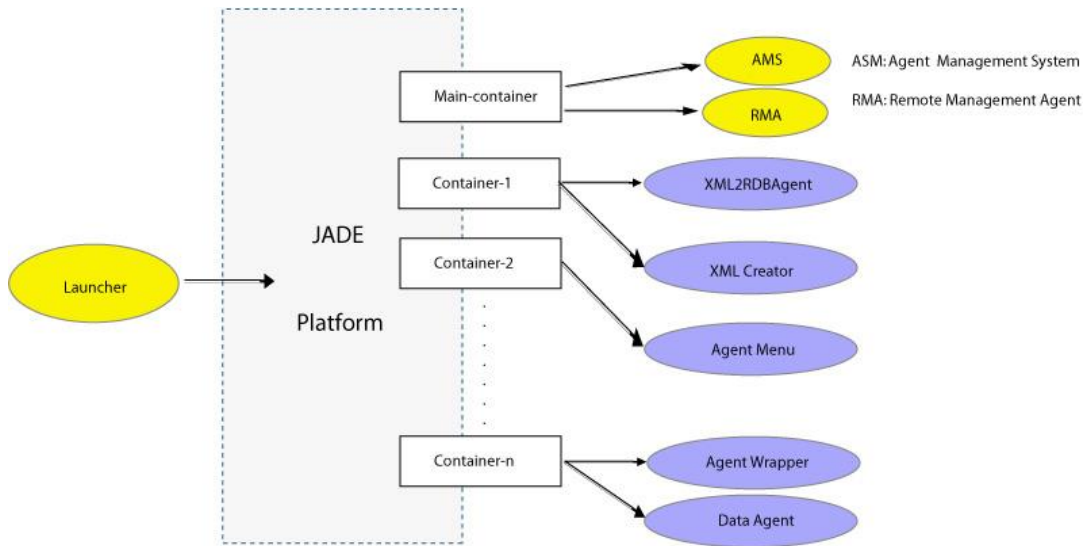 AMS
ASM: Agent Management System
Main-container
RMA
RMA: Remote Management Agent
Container-1
XML2RDBAgent
JADE
Container-2
XML Creator
Launcher
Platform
Agent Menu
Container-n
Agent Wrapper
Data Agent